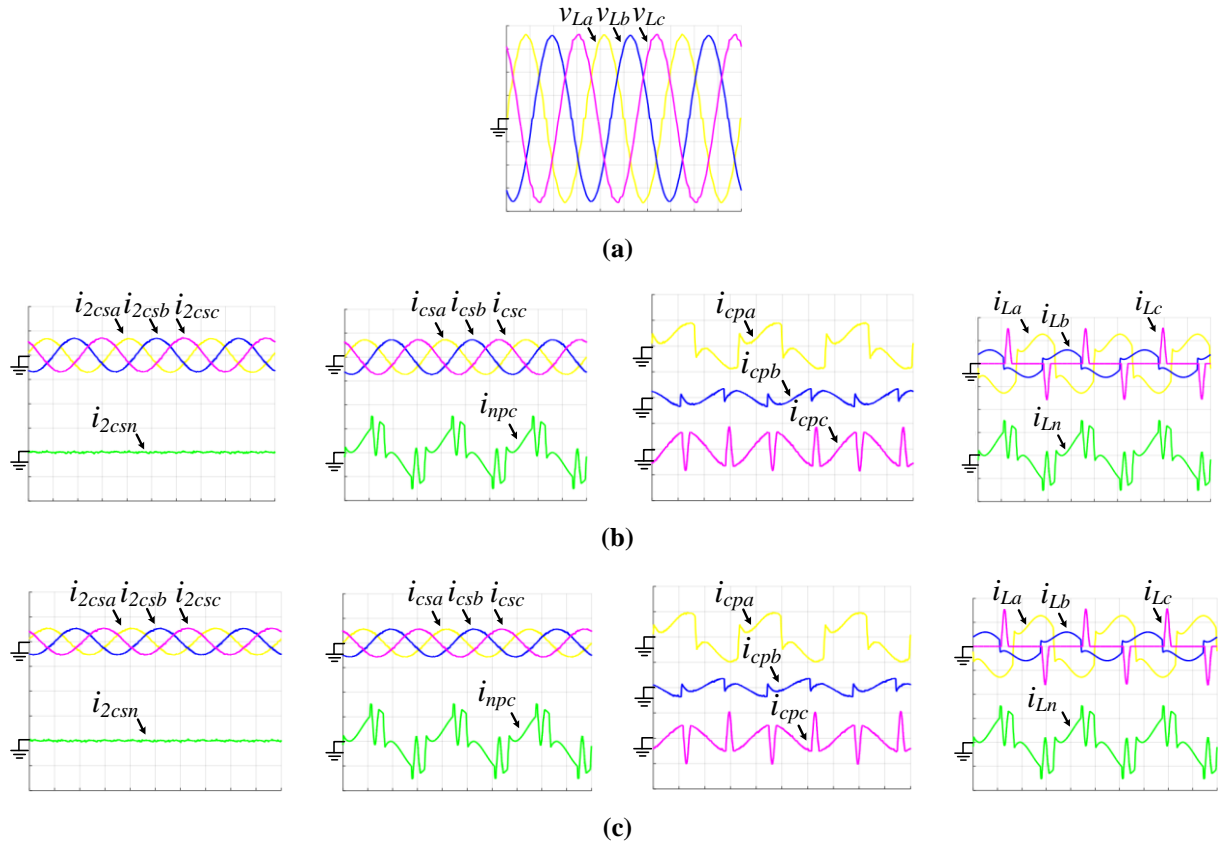 vLa vLb vLc
(a)
i2csa i2csb i2csc
i2csn
icsa icsb icsc
inpc
icpa
icpb
icpc
iLa iLb iLc
iLn
(b)
i2csa i2csb i2csc
i2csn
icsa icsb icsc
inpc
icpa
icpb
icpc
iLa iLb iLc
iLn
(c)